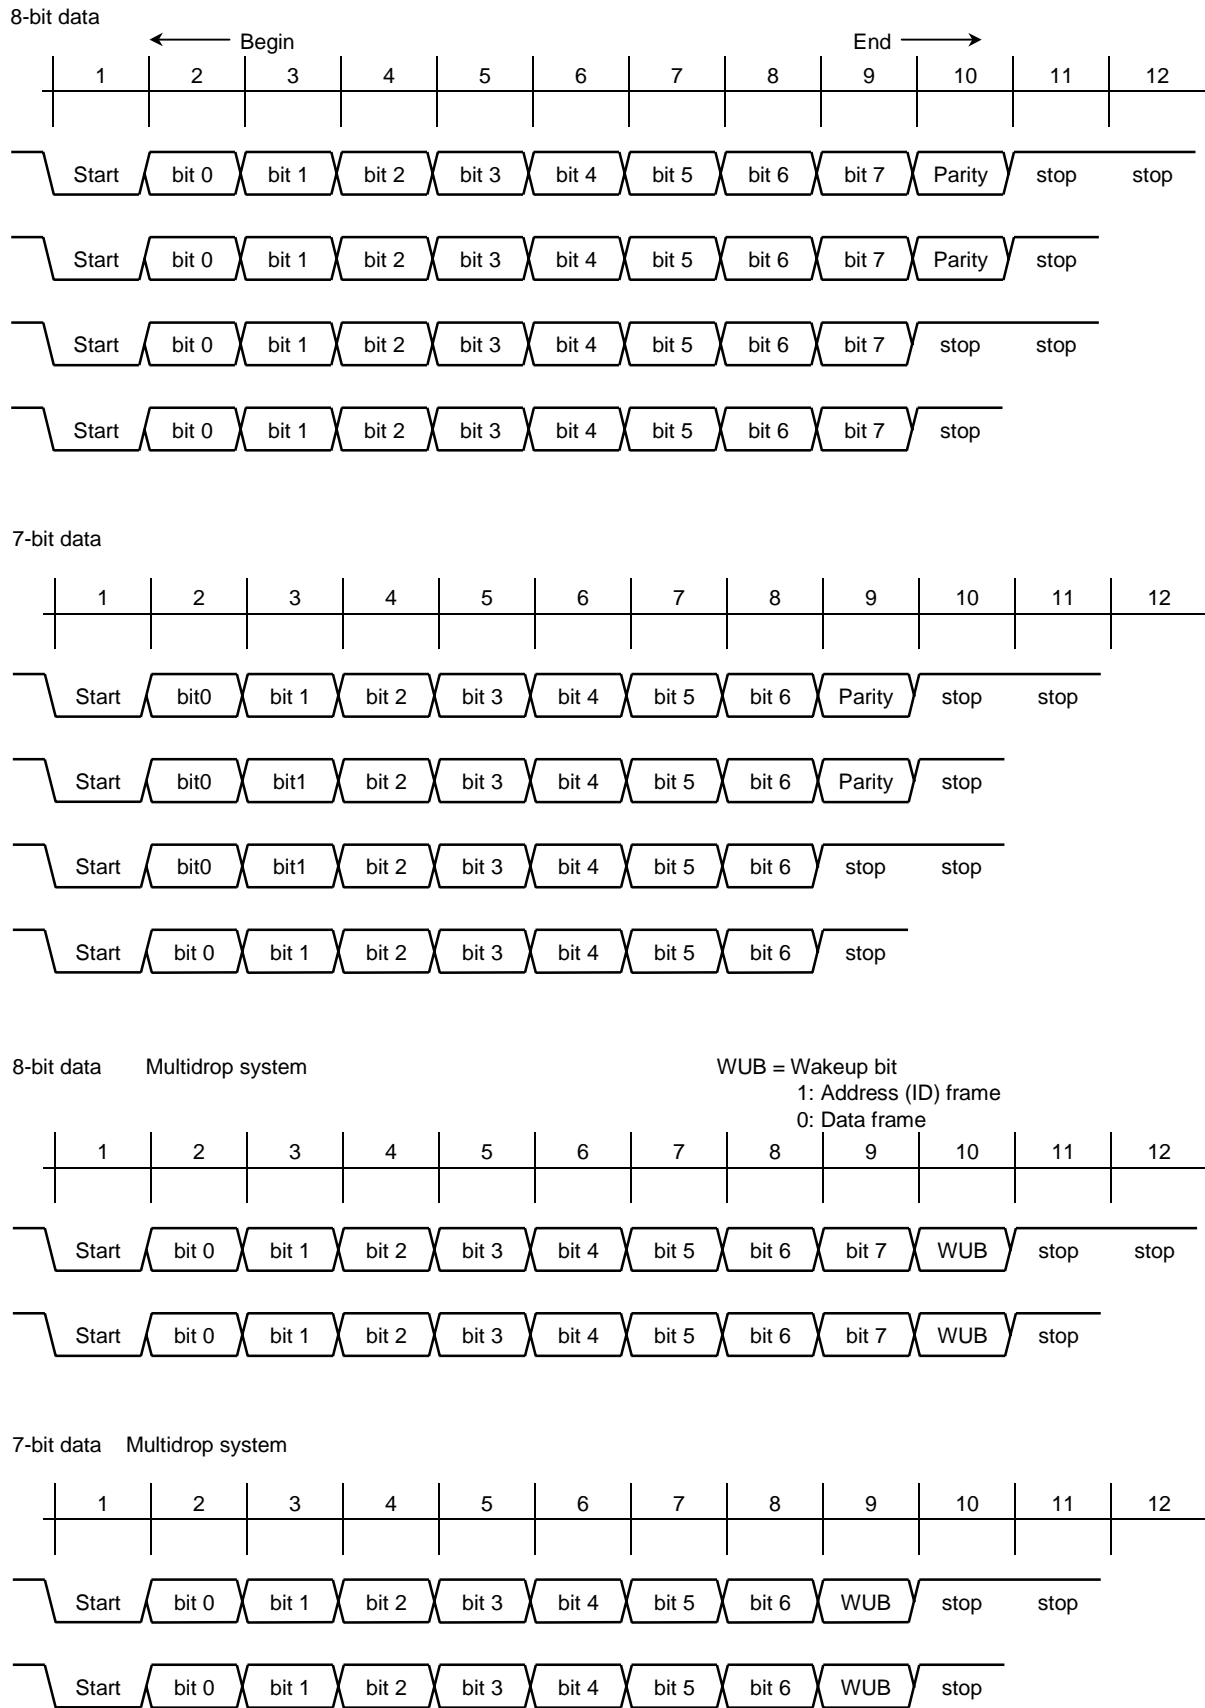 8-bit data
Begin End
1 2 3 4 5 6 7 8 9 10 11 12
Start bit 0 bit 1 bit 2 bit 3 bit 4 bit 5 bit 6 bit 7 Parity stop stop
Start bit 0 bit 1 bit 2 bit 3 bit 4 bit 5 bit 6 bit 7 Parity stop
Start bit 0 bit 1 bit 2 bit 3 bit 4 bit 5 bit 6 bit 7 stop stop
Start bit 0 bit 1 bit 2 bit 3 bit 4 bit 5 bit 6 bit 7 stop
7-bit data
1 2 3 4 5 6 7 8 9 10 11 12
Start bit0 bit 1 bit 2 bit 3 bit 4 bit 5 bit 6 Parity stop stop
Start bit0 bit1 bit 2 bit 3 bit 4 bit 5 bit 6 Parity stop
Start bit0 bit1 bit 2 bit 3 bit 4 bit 5 bit 6 stop stop
Start bit 0 bit 1 bit 2 bit 3 bit 4 bit 5 bit 6 stop
8-bit data Multidrop system WUB = Wakeup bit
1: Address (ID) frame
0: Data frame
1 2 3 4 5 6 7 8 9 10 11 12
Start bit 0 bit 1 bit 2 bit 3 bit 4 bit 5 bit 6 bit 7 WUB stop stop
Start bit 0 bit 1 bit 2 bit 3 bit 4 bit 5 bit 6 bit 7 WUB stop
7-bit data Multidrop system
1 2 3 4 5 6 7 8 9 10 11 12
Start bit 0 bit 1 bit 2 bit 3 bit 4 bit 5 bit 6 WUB stop stop
Start bit 0 bit 1 bit 2 bit 3 bit 4 bit 5 bit 6 WUB stop